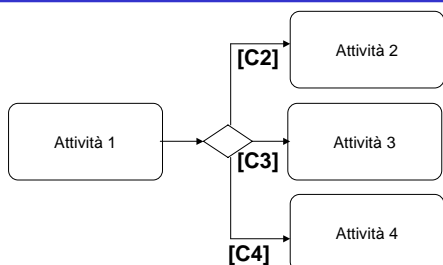 [C2]
Attività 2
Attività 1
[C3]
Attività 3
[C4]
Attività 4